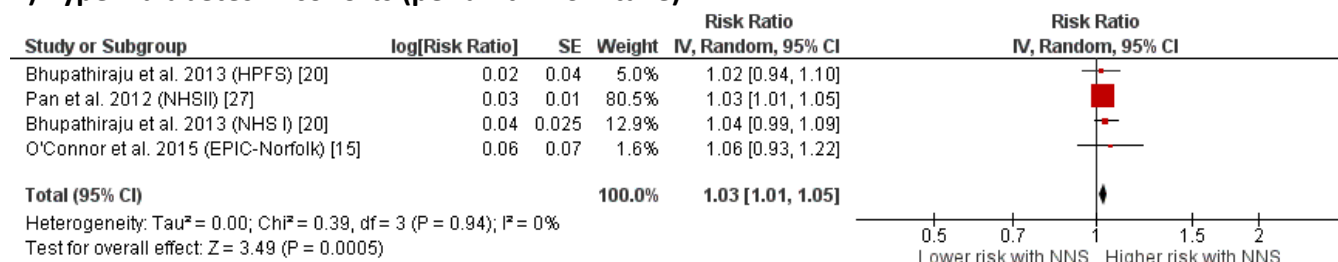 Risk Ratio Risk Ratio
Study or Subgroup log[Risk Ratio] SE Weight IV, Random, 95% CI IV, Random, 95% CI
Bhupathiraju et al. 2013 (HPFS) [20] 0.02 0.04 5.0% 1.02 [0.94, 1.10]
Pan et al. 2012 (NHSII) [27] 0.03 0.01 80.5% 1.03 [1.01, 1.05]
Bhupathiraju et al. 2013 (NHS I) [20] 0.04 0.025 12.9% 1.04 [0.99, 1.09]
O'Connor et al. 2015 (EPIC-Norfolk) [15] 0.06 0.07 1.6% 1.06 [0.93, 1.22]
Total (95% CI) 100.0% 1.03 [1.01, 1.05]
Heterogeneity: Tau² = 0.00; Chi² = 0.39, df = 3 (P = 0.94); I² = 0%
Test for overall effect: Z = 3.49 (P = 0.0005)
0.5 0.7 1 1.5 2
Lower risk with NNS Higher risk with NNS